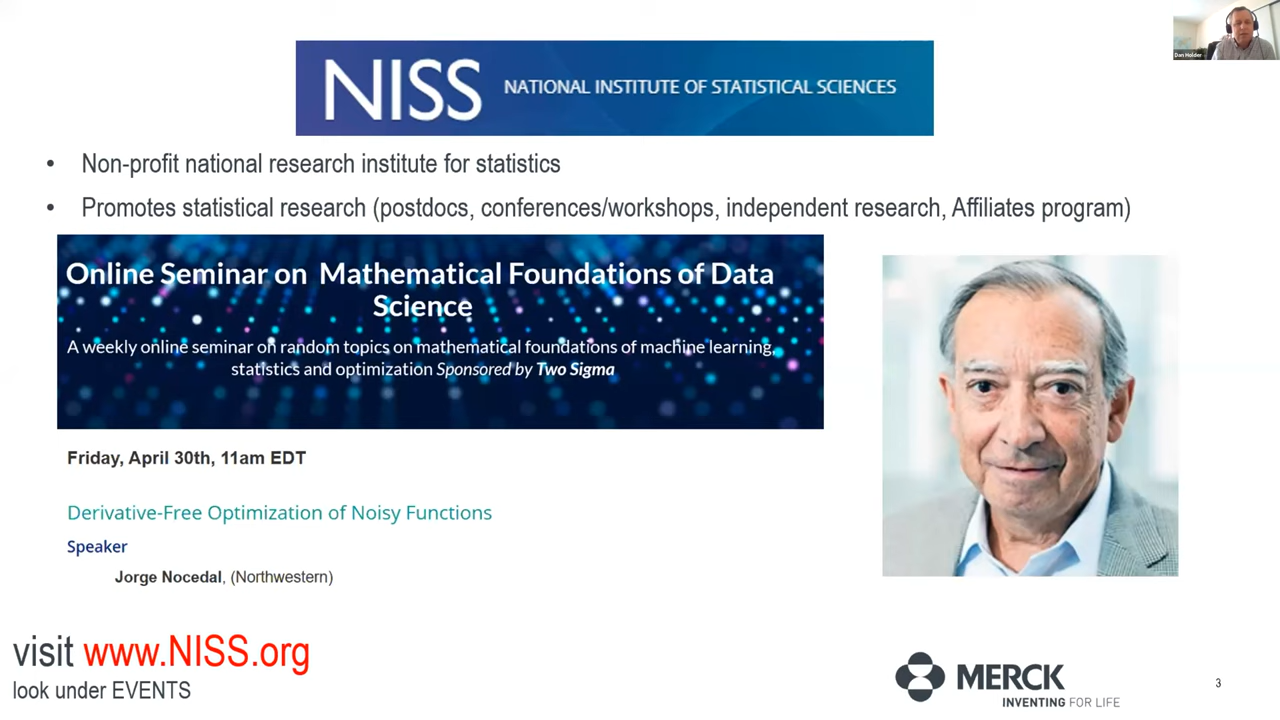 Dan Holder
NISS NATIONAL INSTITUTE OF STATISTICAL SCIENCES
• Non-profit national research institute for statistics
• Promotes statistical research (postdocs, conferences/workshops, independent research, Affiliates program)
Online Seminar on Mathematical Foundations of Data
Science
A weekly online seminar on random topics on mathematical foundations of machine learning,
statistics and optimization Sponsored by Two Sigma
Friday, April 30th, 11am EDT
Derivative-Free Optimization of Noisy Functions
Speaker
Jorge Nocedal, (Northwestern)
visit www.NISS.org
look under EVENTS
MERCK
INVENTING FOR LIFE
3